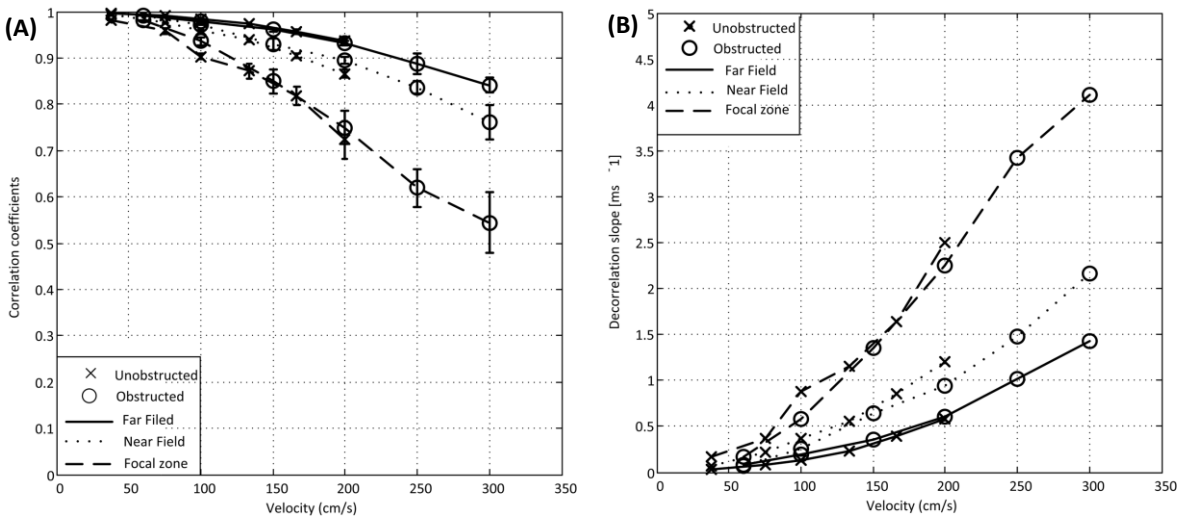 (A)
1
0.9
0.8
0.7
0.6
0.5
0.4
0.3
0.2
0.1
0
Correlation coefficients
Unobstructed
Obstructed
Far Filed
Near Field
Focal zone
0 50 100 150 200 250 300 350
Velocity (cm/s)
(B)
5
4.5
4
3.5
3
2.5
2
1.5
1
0.5
0
Decorrelation slope [ms ¯1]
Unobstructed
Obstructed
Far Field
Near Field
Focal zone
0 50 100 150 200 250 300 350
Velocity (cm/s)